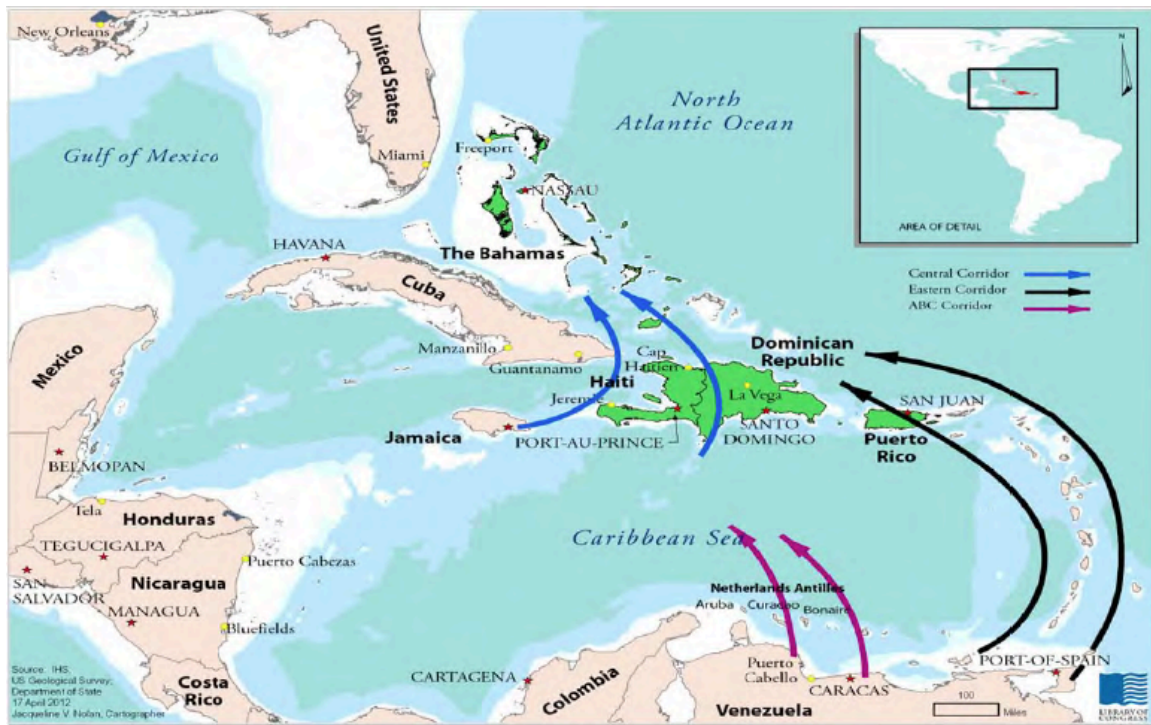 New Orleans
United States
Gulf of Mexico
North
Atlantic Ocean
N
AREA OF DETAIL
Miami
Freeport
NASSAU
The Bahamas
HAVANA
Cuba
Central Corridor
Eastern Corridor
ABC Corridor
Mexico
Manzillo
Guantanamo
Cap
Haitien
Haiti
Dominican
Republic
Jeremie
La Vega
SAN JUAN
Jamaica
PORT-AU-PRINCE
SANTO
DOMINGO
Puerto
Rico
BELMOPAN
Tela
Honduras
TEGUCIGALPA
Caribbean Sea
Puerto Cabezas
SAN
SALVADOR
Nicaragua
MANAGUA
Netherlands Antilles
Aruba
Curacao
Bonaire
Bluefields
Source: IHS;
US Geological Survey;
Department of State
17 April 2012
Jacqueline V. Nolan, Cartographer
Costa
Rico
CARTAGENA
Colombia
Puerto
Cabello
CARACAS
Venezuela
PORT-OF-SPAIN
100
Miles
LIBRARY OF
CONGRESS